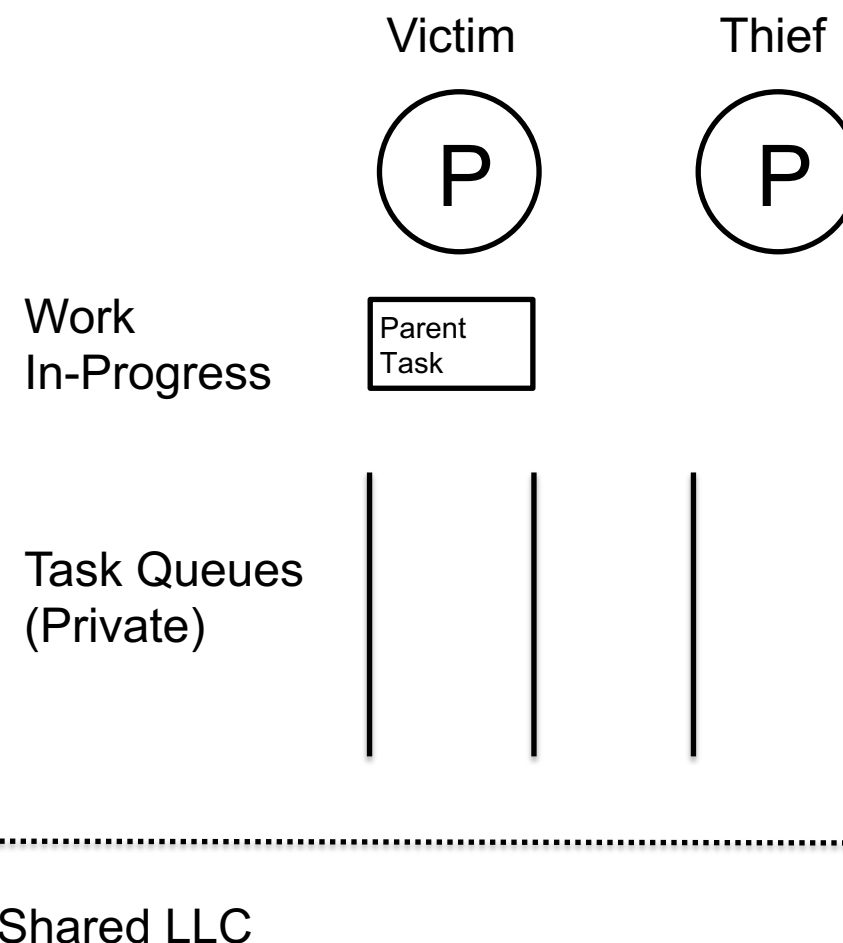 Victim Thief
P P
Work
In-Progress
Parent
Task
Task Queues
(Private)
Shared LLC